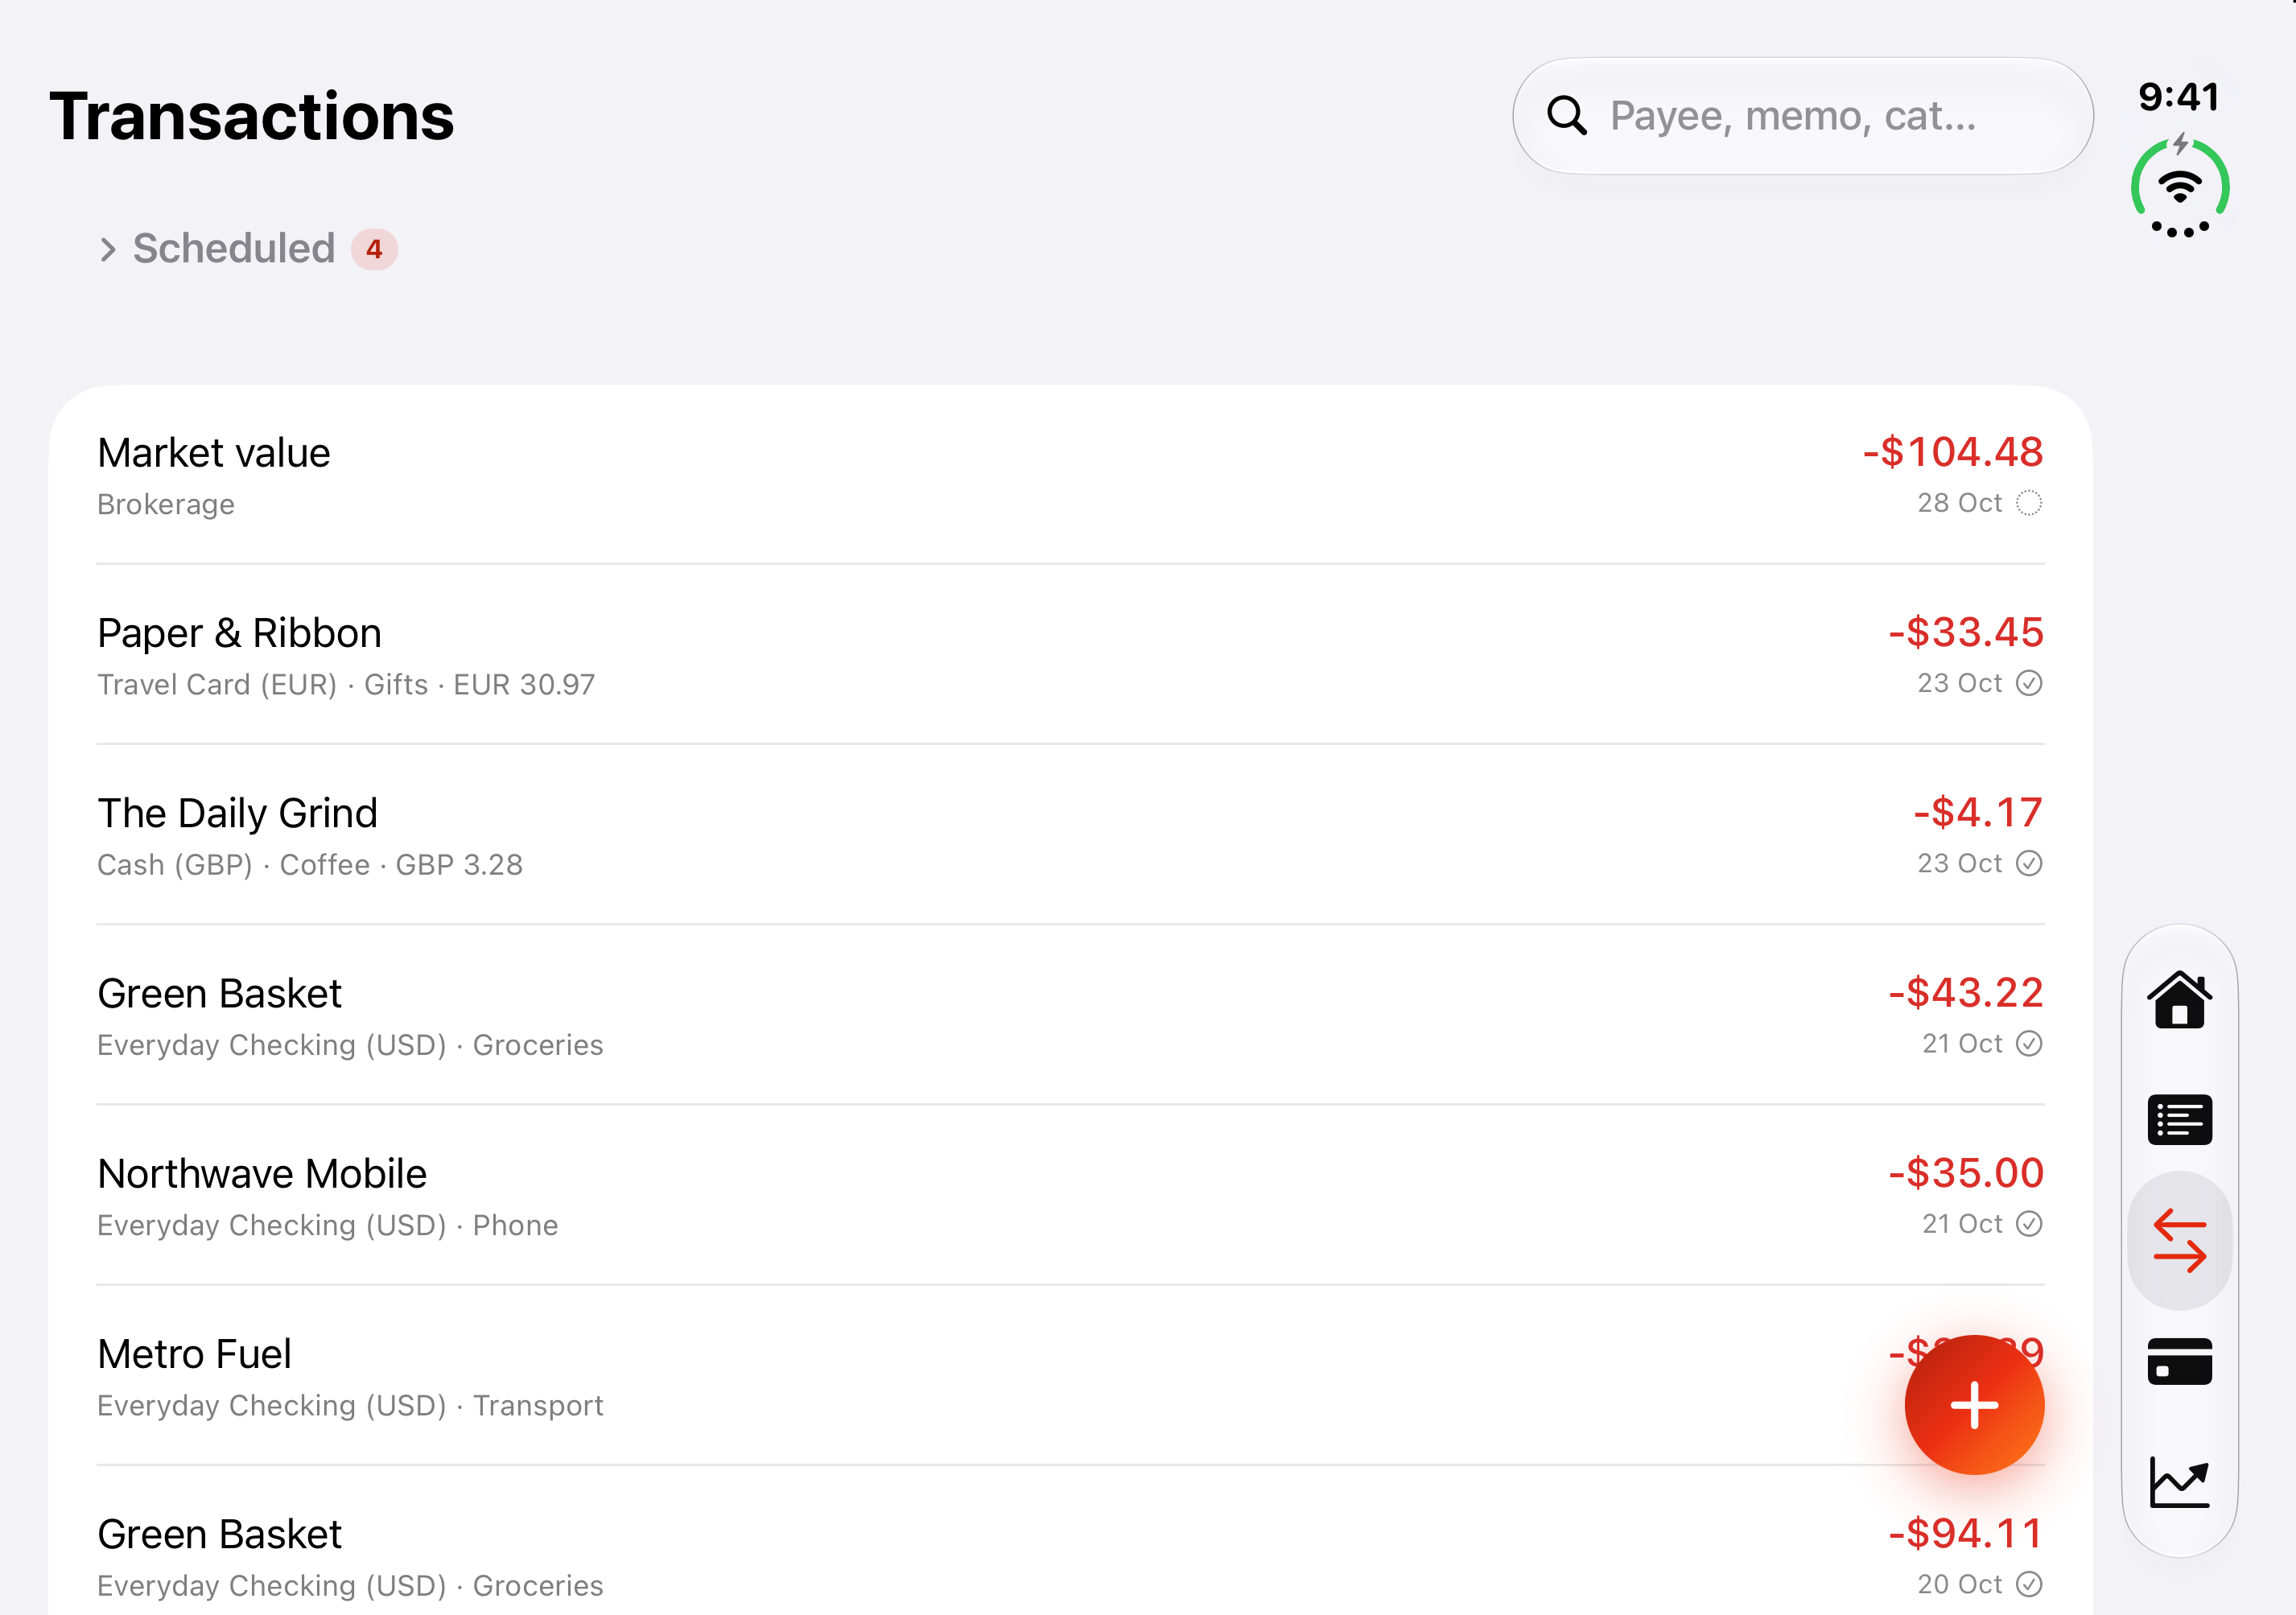 Transactions
Payee, memo, cat...
9:41
Scheduled 4
Market value
-$104.48
Brokerage
28 Oct
Paper & Ribbon
-$33.45
Travel Card (EUR) · Gifts · EUR 30.97
23 Oct
The Daily Grind
-$4.17
Cash (GBP) · Coffee · GBP 3.28
23 Oct
Green Basket
-$43.22
Everyday Checking (USD) · Groceries
21 Oct
Northwave Mobile
-$35.00
Everyday Checking (USD) · Phone
21 Oct
Metro Fuel
Everyday Checking (USD) · Transport
Green Basket
-$94.11
Everyday Checking (USD) · Groceries
20 Oct